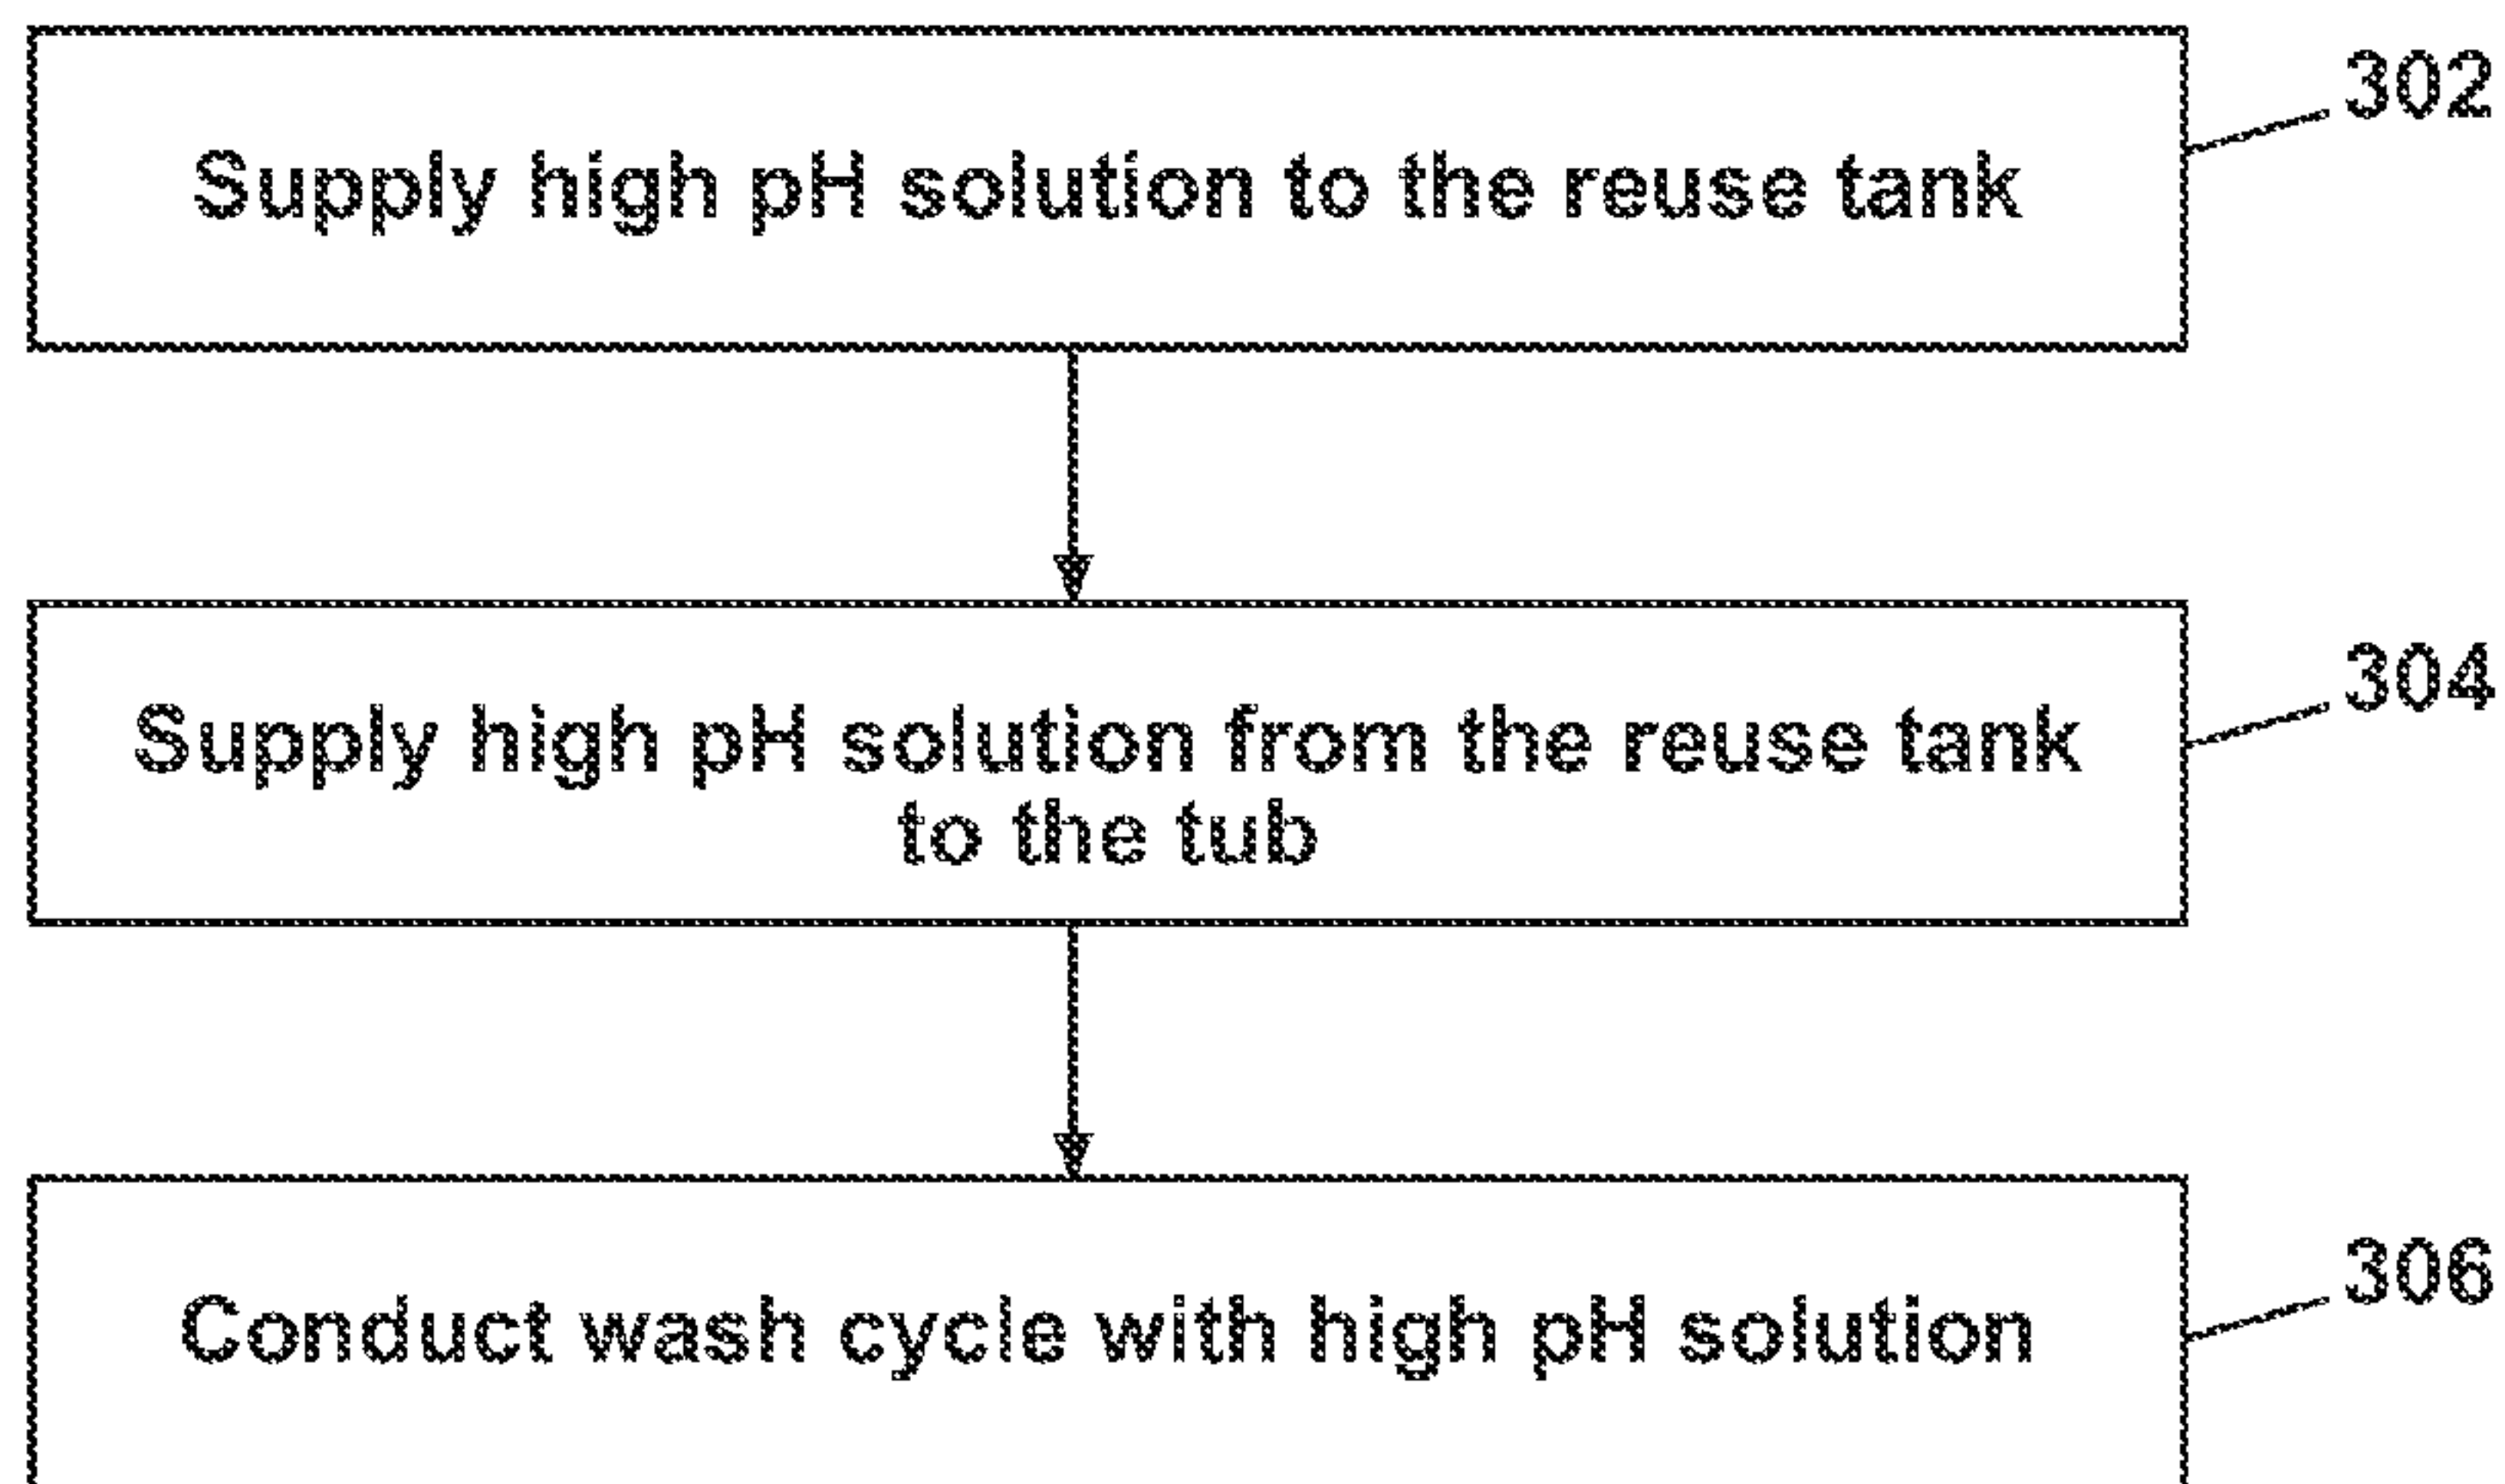 302
Supply high pH solution to the reuse tank
304
Supply high pH solution from the reuse tank
to the tub
306
Conduct wash cycle with high pH solution